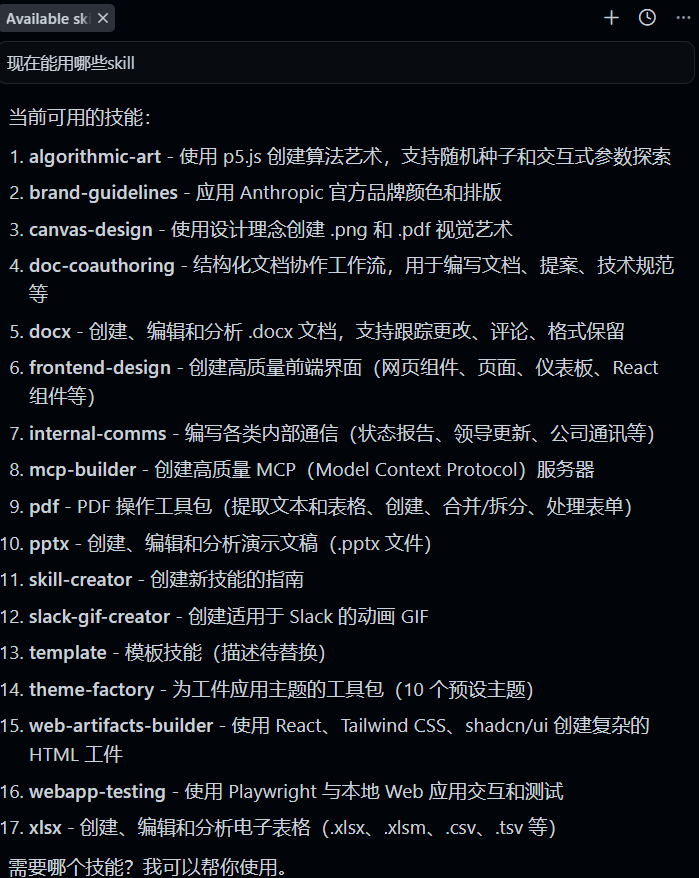 Available sk
现在能用哪些skill
当前可用的技能：
1. algorithmic-art - 使用 p5.js 创建算法艺术，支持随机种子和交互式参数探索
2. brand-guidelines - 应用 Anthropic 官方品牌颜色和排版
3. canvas-design - 使用设计理念创建 .png 和 .pdf 视觉艺术
4. doc-coauthoring - 结构化文档协作工作流，用于编写文档、提案、技术规范
等
5. docx - 创建、编辑和分析 .docx 文档，支持跟踪更改、评论、格式保留
6. frontend-design - 创建高质量前端界面（网页组件、页面、仪表板、React
组件等）
7. internal-comms - 编写各类内部通信（状态报告、领导更新、公司通讯等）
8. mcp-builder - 创建高质量 MCP（Model Context Protocol）服务器
9. pdf - PDF 操作工具包（提取文本和表格、创建、合并/拆分、处理表单）
10. pptx - 创建、编辑和分析演示文稿（.pptx 文件）
11. skill-creator - 创建新技能的指南
12. slack-gif-creator - 创建适用于 Slack 的动画 GIF
13. template - 模板技能（描述待替换）
14. theme-factory - 为工件应用主题的工具包（10 个预设主题）
15. web-artifacts-builder - 使用 React、Tailwind CSS、shadcn/ui 创建复杂的
HTML 工件
16. webapp-testing - 使用 Playwright 与本地 Web 应用交互和测试
17. xlsx - 创建、编辑和分析电子表格（.xlsx、.xlsm、.csv、.tsv 等）
需要哪个技能？我可以帮你使用。